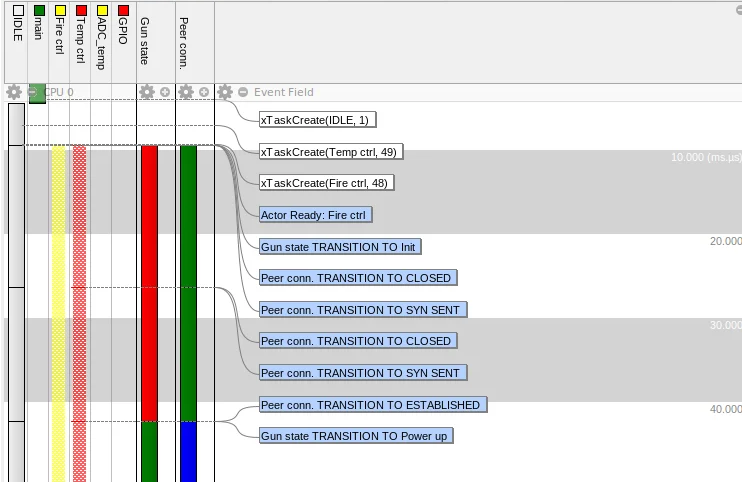 IDLE
main
Fire ctrl
Temp ctrl
ADC_temp
GPIO
Gun state
Peer conn.
CPU 0
Event Field
xTaskCreate(IDLE, 1)
xTaskCreate(Temp ctrl, 49)
10.000 (ms.µs)
xTaskCreate(Fire ctrl, 48)
Actor Ready: Fire ctrl
20.000
Gun state TRANSITION TO Init
Peer conn. TRANSITION TO CLOSED
Peer conn. TRANSITION TO SYN SENT
30.000
Peer conn. TRANSITION TO CLOSED
Peer conn. TRANSITION TO SYN SENT
Peer conn. TRANSITION TO ESTABLISHED
40.000
Gun state TRANSITION TO Power up